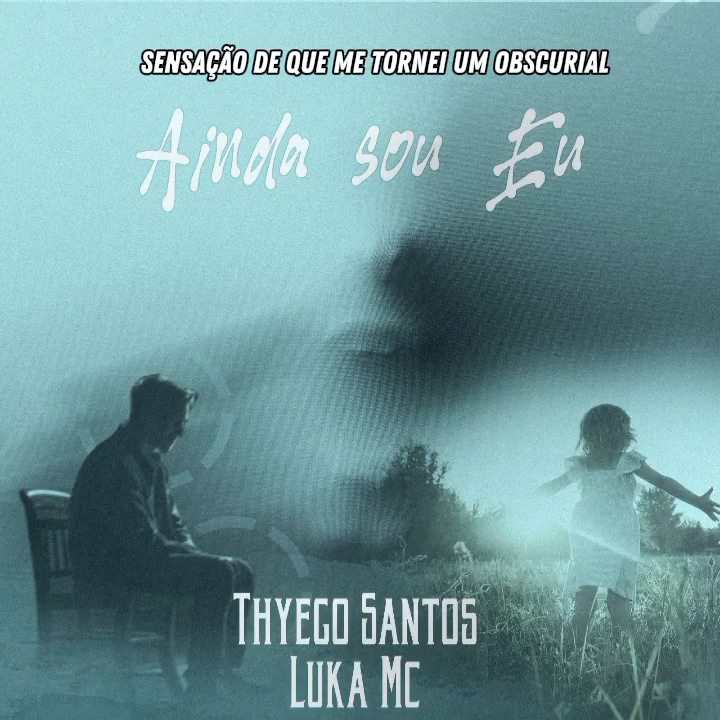 SENSAÇÃO DE QUE ME TORNEI UM OBSCURIAL
Ainda sou Eu
THYEGO SANTOS
LUKA MC